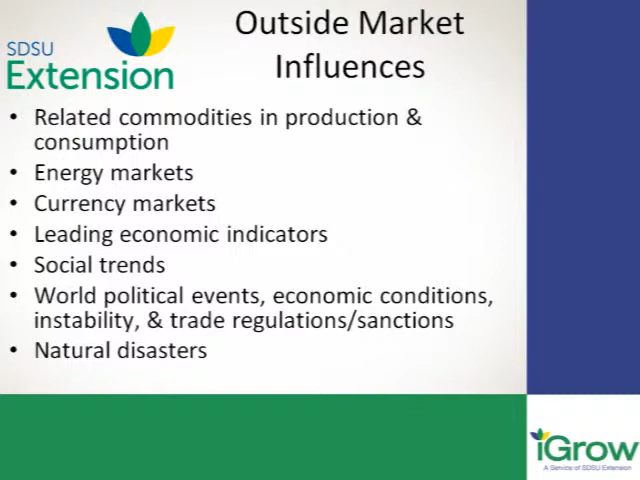 Outside Market
Influences
SDSU
Extension
• Related commodities in production &
consumption
• Energy markets
• Currency markets
• Leading economic indicators
• Social trends
• World political events, economic conditions,
instability, & trade regulations/sanctions
• Natural disasters
iGrow
A Service of SDSU Extension